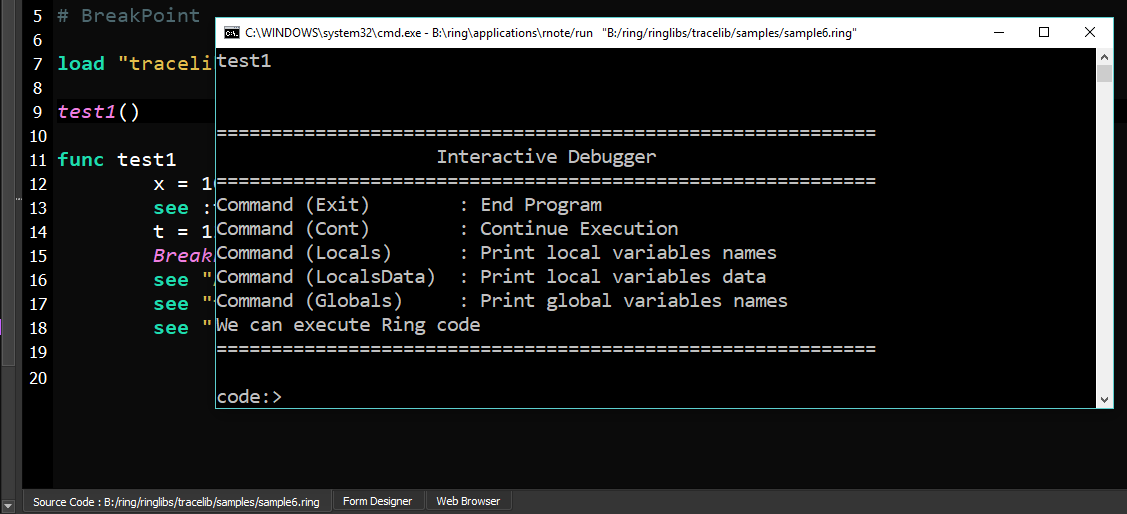 5 # BreakPoint
6
7 load "traceli
8
9 test1()
10
11 func test1
12 x = 1
13 see :
14 t = 1
15 Break
16 see "
17 see "
18 see "
19
20
C:\WINDOWS\system32\cmd.exe - B:\ring\applications\rnote/run "B:/ring/ringlibs/tracelib/samples/sample6.ring"
test1
============================================================
Interactive Debugger
============================================================
Command (Exit) : End Program
Command (Cont) : Continue Execution
Command (Locals) : Print local variables names
Command (LocalsData) : Print local variables data
Command (Globals) : Print global variables names
We can execute Ring code
============================================================
code:>
Source Code : B:/ring/ringlibs/tracelib/samples/sample6.ring Form Designer Web Browser